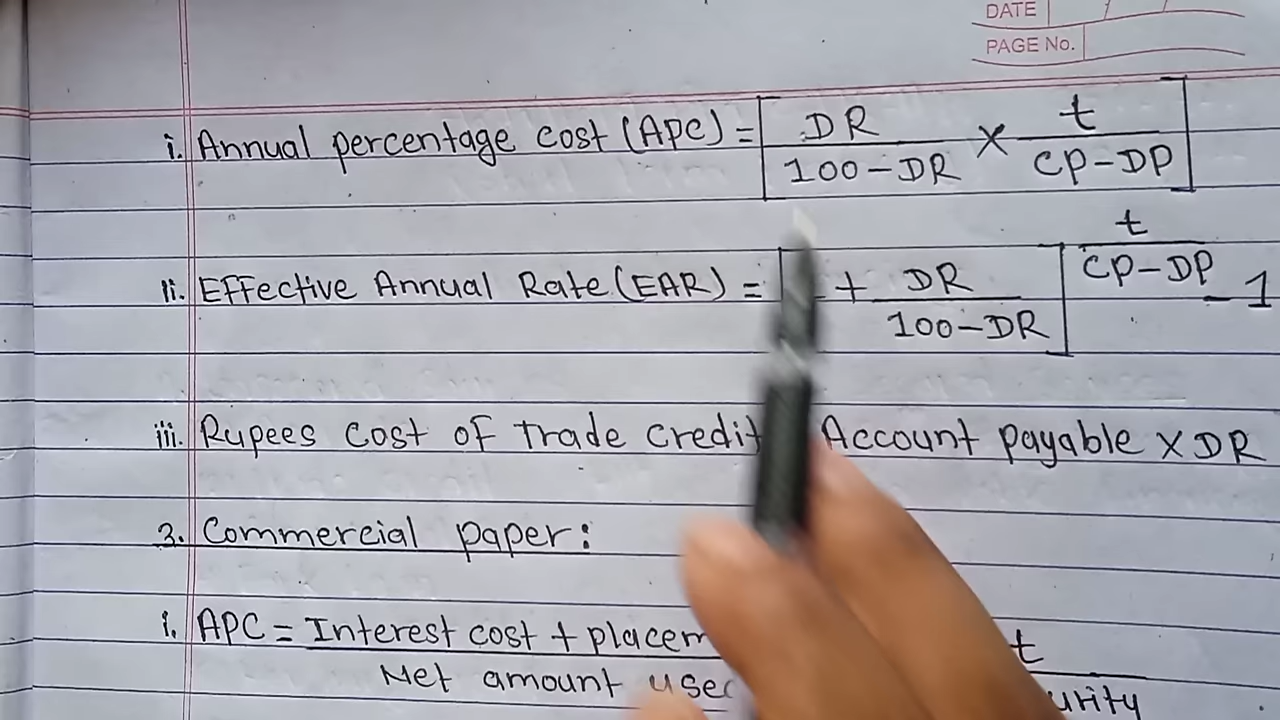 DATE / /
PAGE No.
i. Annual percentage cost (APC) = [DR / 100 - DR × t / CP - DP]
ii. Effective Annual Rate (EAR) = [ + DR / 100 - DR] t / CP - DP - 1
iii. Rupees cost of trade credit Account payable × DR
3. Commercial paper:
i. APC = Interest cost + t
Net amount